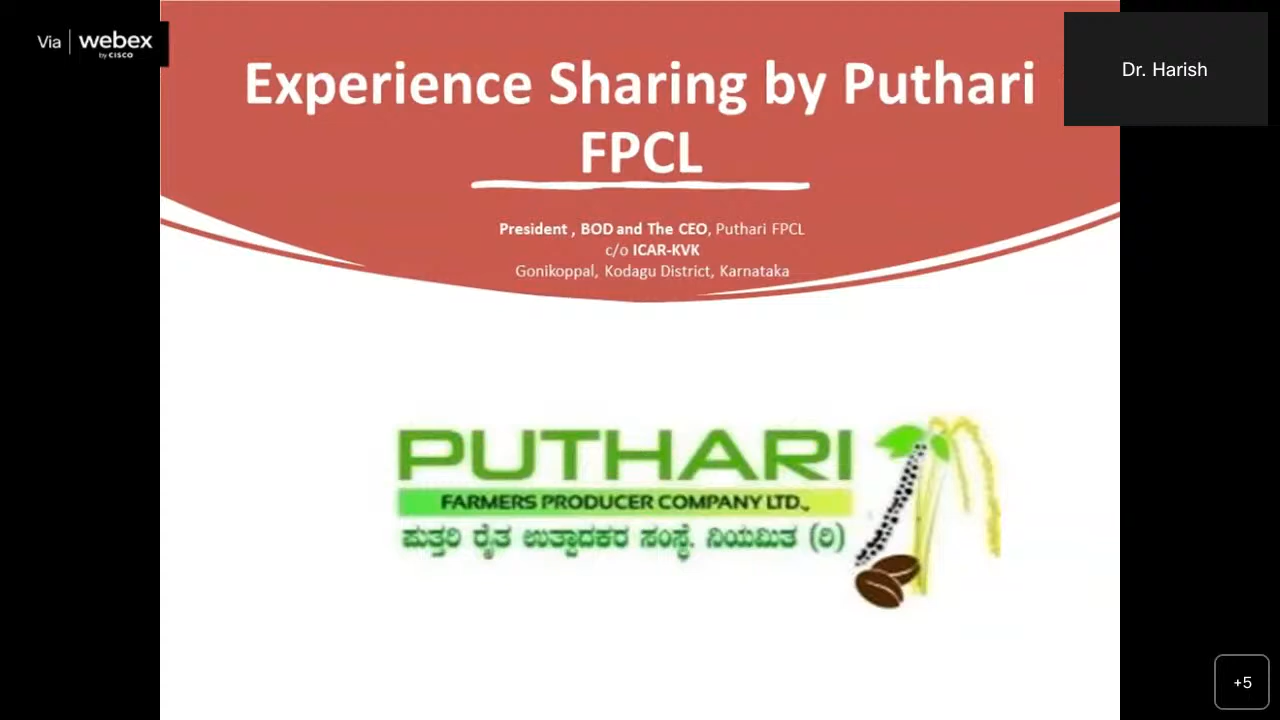 Via | webex
by CISCO
Dr. Harish
Experience Sharing by Puthari
FPCL
President , BOD and The CEO, Puthari FPCL
c/o ICAR-KVK
Gonikoppal, Kodagu District, Karnataka
PUTHARI
FARMERS PRODUCER COMPANY LTD.,
ಪುತ್ತರಿ ರೈತ ಉತ್ಪಾದಕರ ಸಂಸ್ಥೆ. ನಿಯಮಿತ (ರಿ)
+5